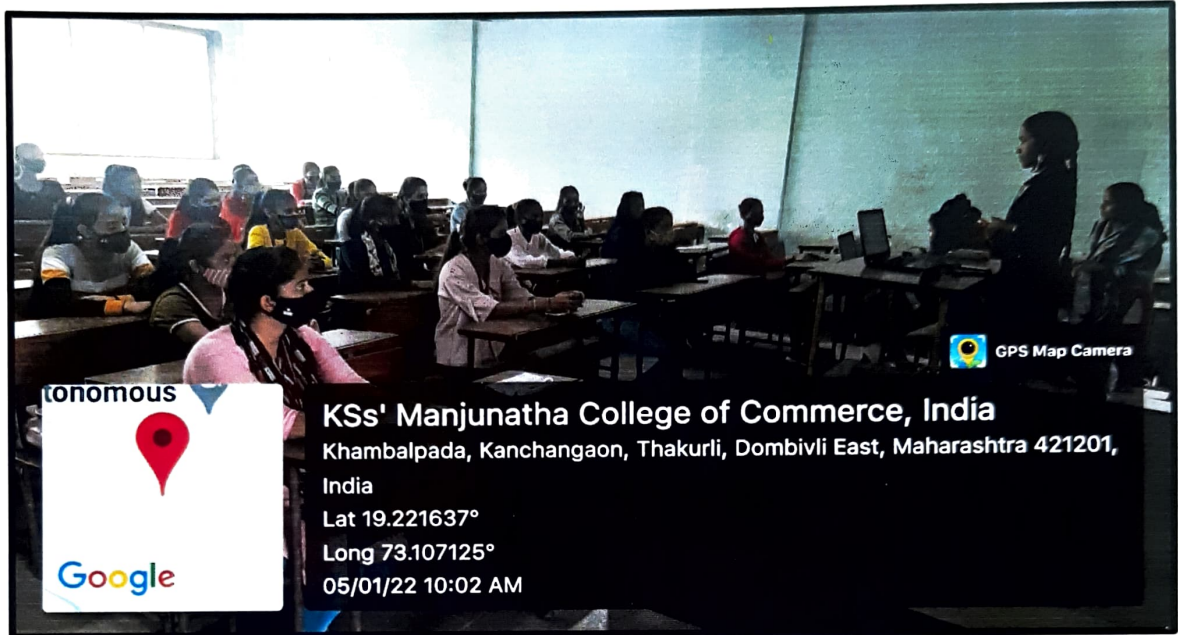 GPS Map Camera
tonomous
Google
KSs' Manjunatha College of Commerce, India
Khambalpada, Kanchangaon, Thakurli, Dombivli East, Maharashtra 421201,
India
Lat 19.221637°
Long 73.107125°
05/01/22 10:02 AM